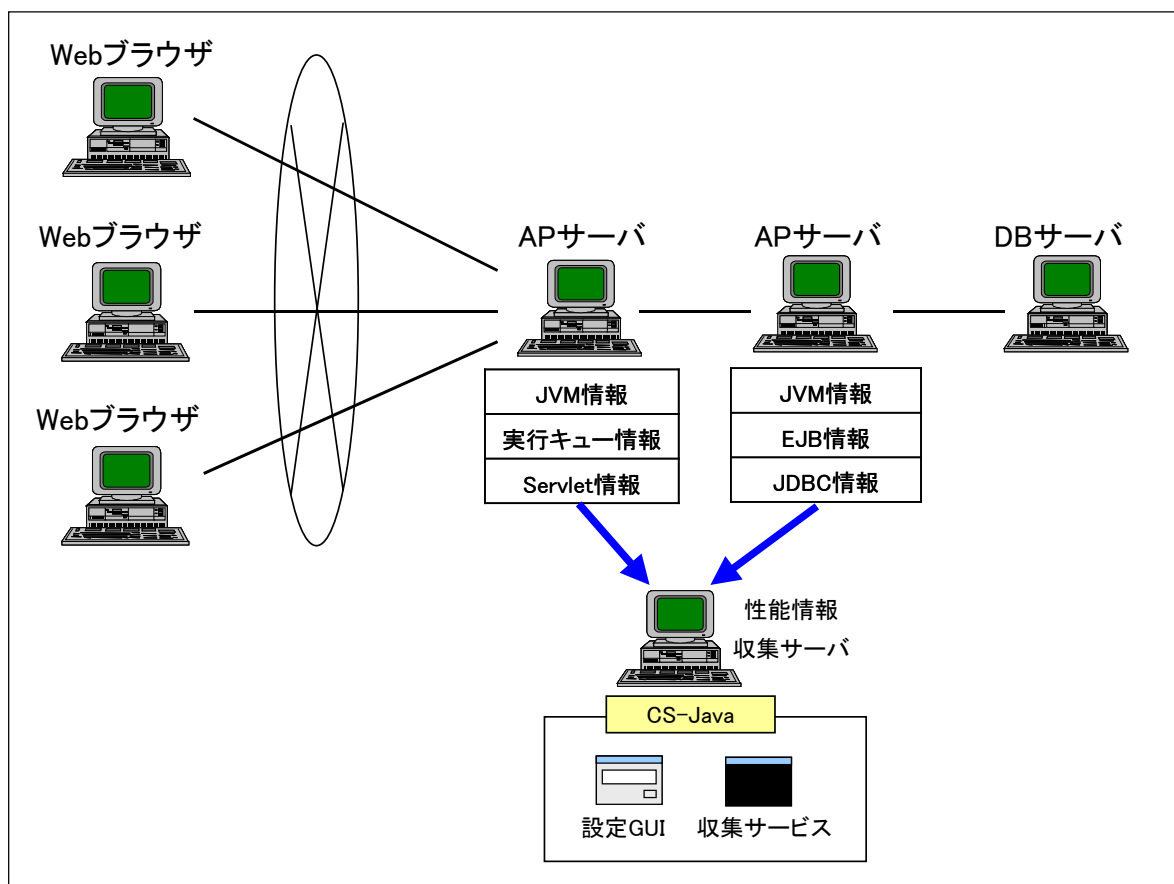 Webブラウザ
Webブラウザ
Webブラウザ
APサーバ
APサーバ
DBサーバ
JVM情報
実行キュー情報
Servlet情報
JVM情報
EJB情報
JDBC情報
性能情報
収集サーバ
CS-Java
設定GUI
収集サービス